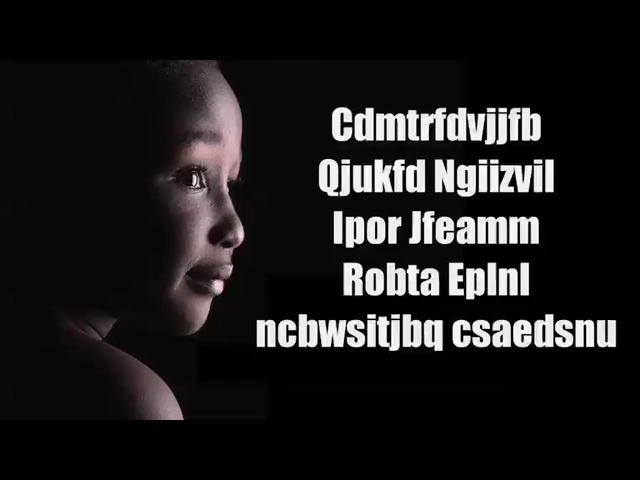 Cdmtrfdvjjfb
Qjukfd Ngiizvil
Ipor Jfeamm
Robta Eplnl
ncbwsitjbq csaedsnu